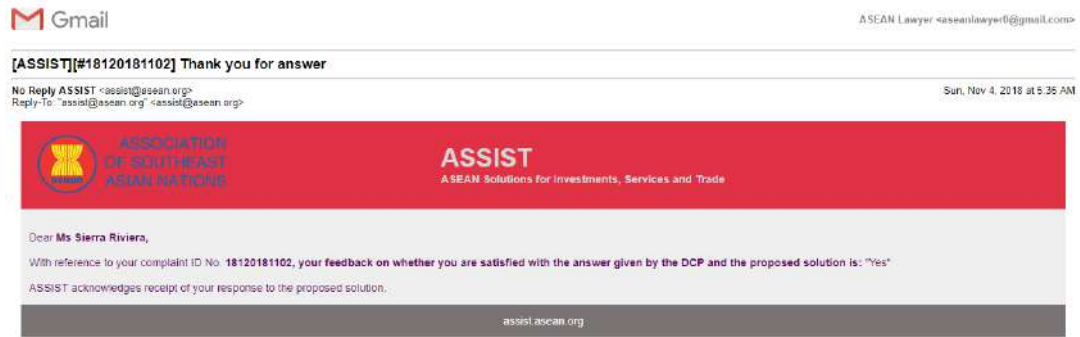 Gmail
ASEAN Lawyer <aseanlawyer6@gmail.com>
[ASSIST][#18120181102] Thank you for answer
No Reply ASSIST <assist@asean.org>
Sun, Nov 4, 2018 at 5:35 AM
Reply-To: "assist@asean.org" <assist@asean.org>
ASSOCIATION
OF SOUTHEAST
ASIAN NATIONS
ASSIST
ASEAN Solutions for Investments, Services and Trade
Dear Ms Sierra Riviera,
With reference to your complaint ID No. 18120181102, your feedback on whether you are satisfied with the answer given by the DCP and the proposed solution is: "Yes"
ASSIST acknowledges receipt of your response to the proposed solution.
assist.asean.org